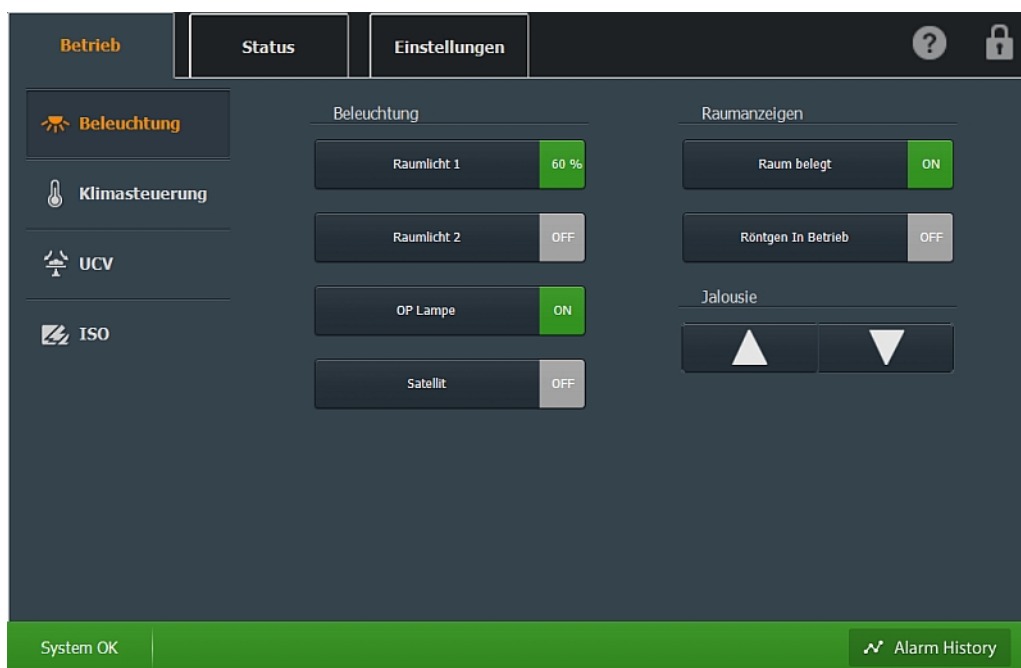 Betrieb
Status
Einstellungen
?
Beleuchtung
Klimasteuerung
UCV
ISO
Beleuchtung
Raumlicht 1 60 %
Raumlicht 2 OFF
OP Lampe ON
Satellit OFF
Raumanzeigen
Raum belegt ON
Röntgen In Betrieb OFF
Jalousie
System OK
Alarm History